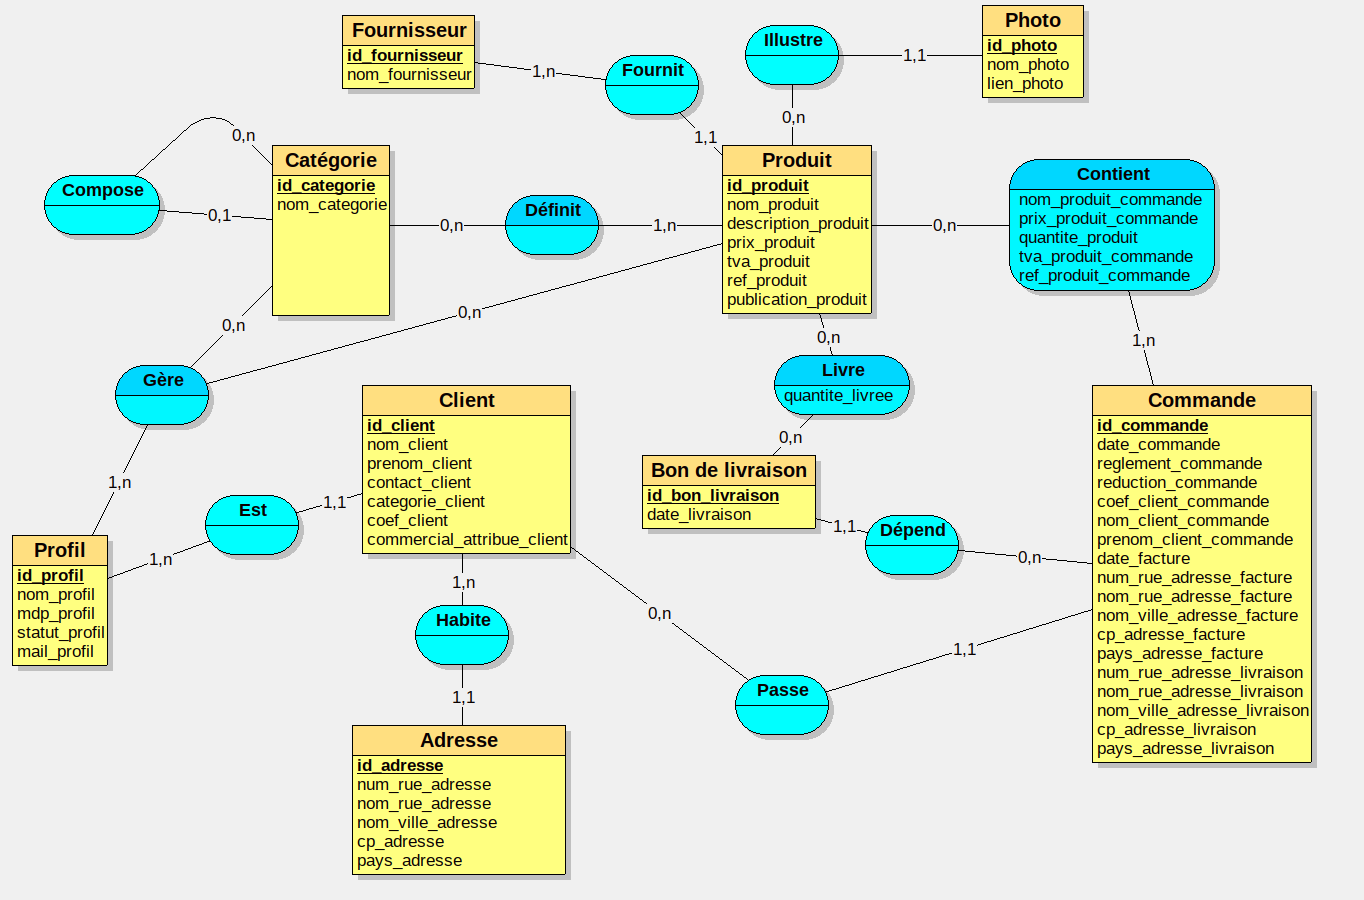 Fournisseur
id_fournisseur
nom_fournisseur
1,n
Fournit
1,1
Illustre
1,1
0,n
Photo
id_photo
nom_photo
lien_photo
Compose
0,n
0,1
Catégorie
id_categorie
nom_categorie
0,n
Définit
1,n
Produit
id_produit
nom_produit
description_produit
prix_produit
tva_produit
ref_produit
publication_produit
0,n
Contient
nom_produit_commande
prix_produit_commande
quantite_produit
tva_produit_commande
ref_produit_commande
1,n
0,n
0,n
Gère
1,n
0,n
Livre
quantite_livree
0,n
Client
id_client
nom_client
prenom_client
contact_client
categorie_client
coef_client
commercial_attribue_client
Est
1,1
1,n
Profil
id_profil
nom_profil
mdp_profil
statut_profil
mail_profil
Bon de livraison
id_bon_livraison
date_livraison
1,1
Dépend
0,n
Commande
id_commande
date_commande
reglement_commande
reduction_commande
coef_client_commande
nom_client_commande
prenom_client_commande
date_facture
num_rue_adresse_facture
nom_rue_adresse_facture
nom_ville_adresse_facture
cp_adresse_facture
pays_adresse_facture
num_rue_adresse_livraison
nom_rue_adresse_livraison
nom_ville_adresse_livraison
cp_adresse_livraison
pays_adresse_livraison
1,n
Habite
1,1
0,n
Passe
1,1
Adresse
id_adresse
num_rue_adresse
nom_rue_adresse
nom_ville_adresse
cp_adresse
pays_adresse